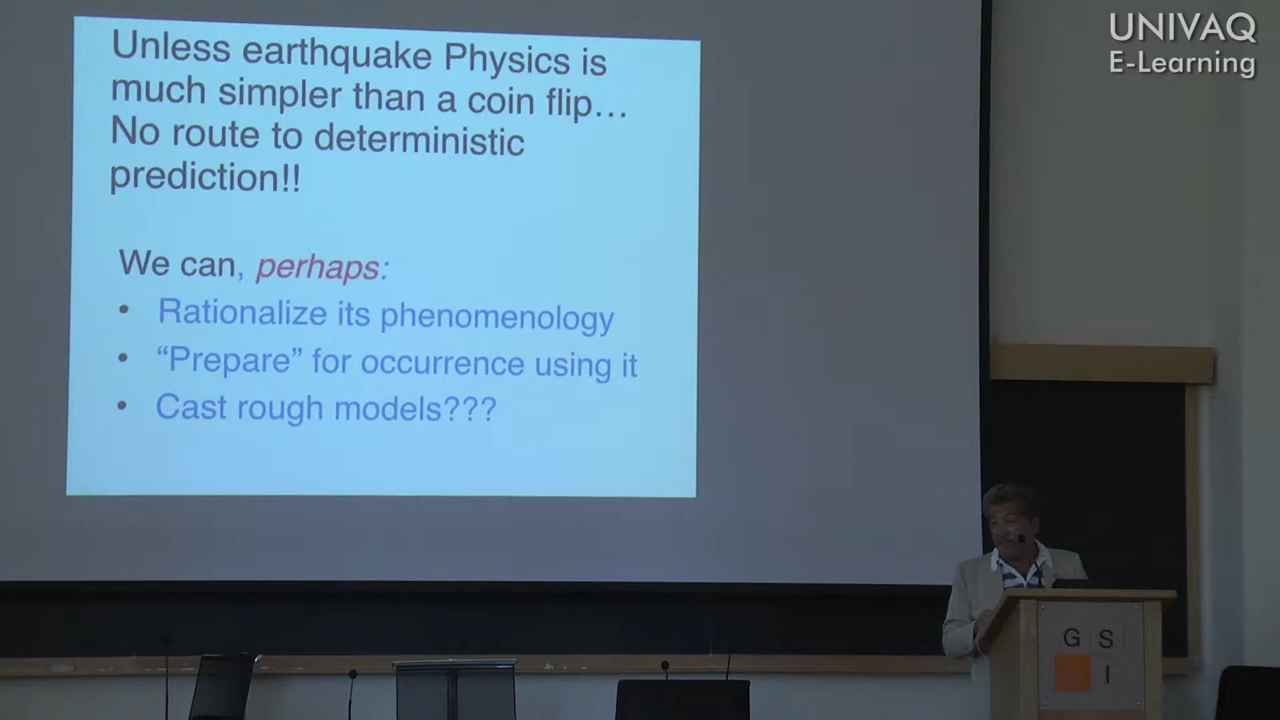 Unless earthquake Physics is
much simpler than a coin flip…
No route to deterministic
prediction!!
We can, perhaps:
• Rationalize its phenomenology
• “Prepare” for occurrence using it
• Cast rough models???
UNIVAQ
E-Learning
G S
I